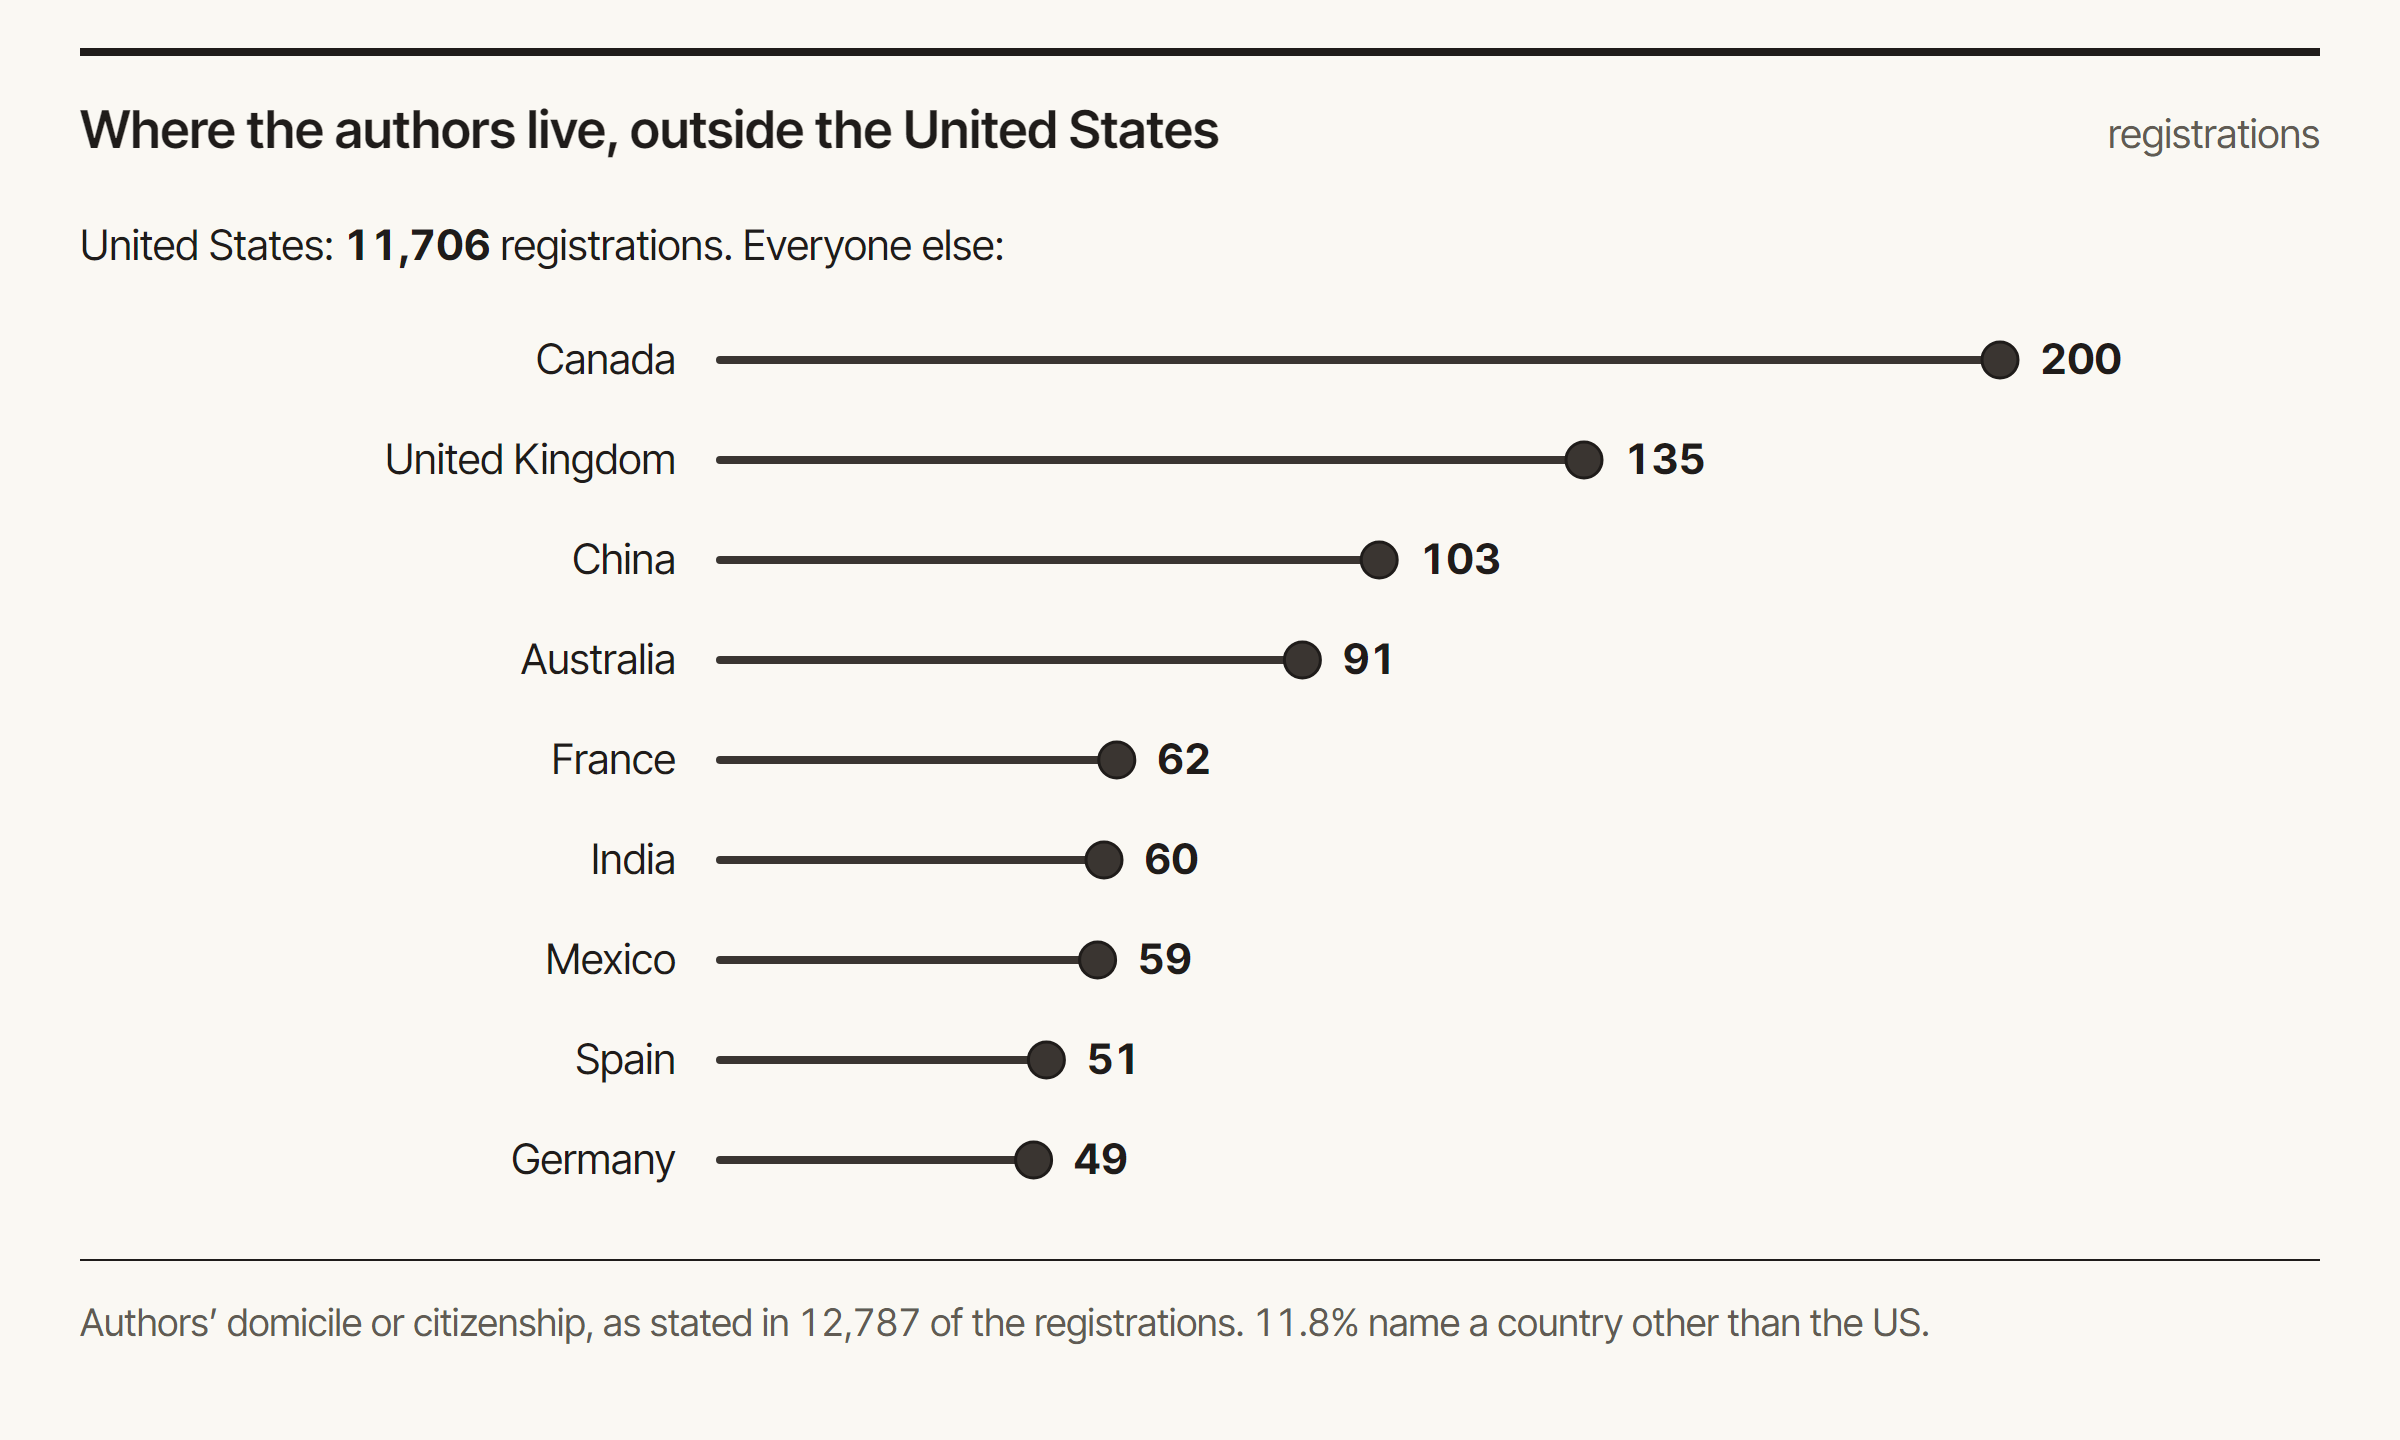 Where the authors live, outside the United States
registrations
United States: 11,706 registrations. Everyone else:
Canada 200
United Kingdom 135
China 103
Australia 91
France 62
India 60
Mexico 59
Spain 51
Germany 49
Authors’ domicile or citizenship, as stated in 12,787 of the registrations. 11.8% name a country other than the US.